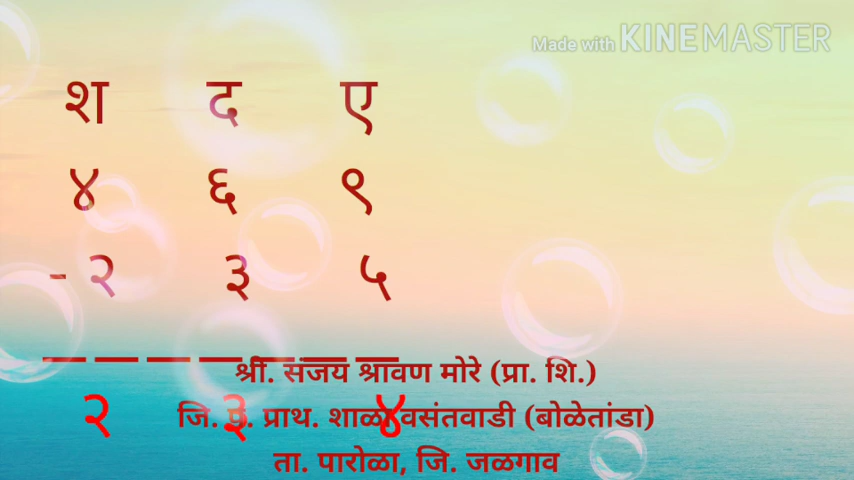 Made with KINEMASTER
श द ए
४ ६ ९
- २ ३ ५
श्री. संजय श्रावण मोरे (प्रा. शि.)
२ ३ ४
जि. प. प्राथ. शाळा वसंतवाडी (बोळेतांडा)
ता. पारोळा, जि. जळगाव